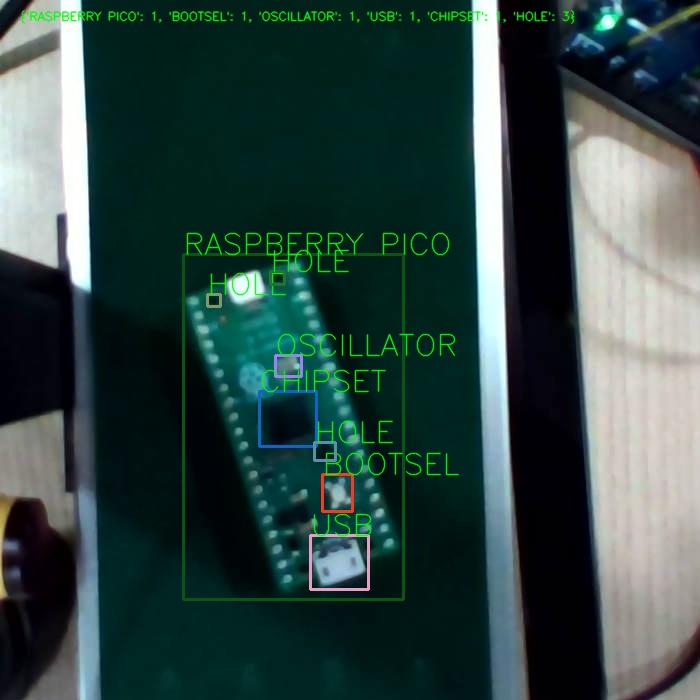 {'RASPBERRY PICO': 1, 'BOOTSEL': 1, 'OSCILLATOR': 1, 'USB': 1, 'CHIPSET': 1, 'HOLE': 3}
RASPBERRY PICO
HOLE
HOLE
OSCILLATOR
CHIPSET
HOLE
BOOTSEL
USB